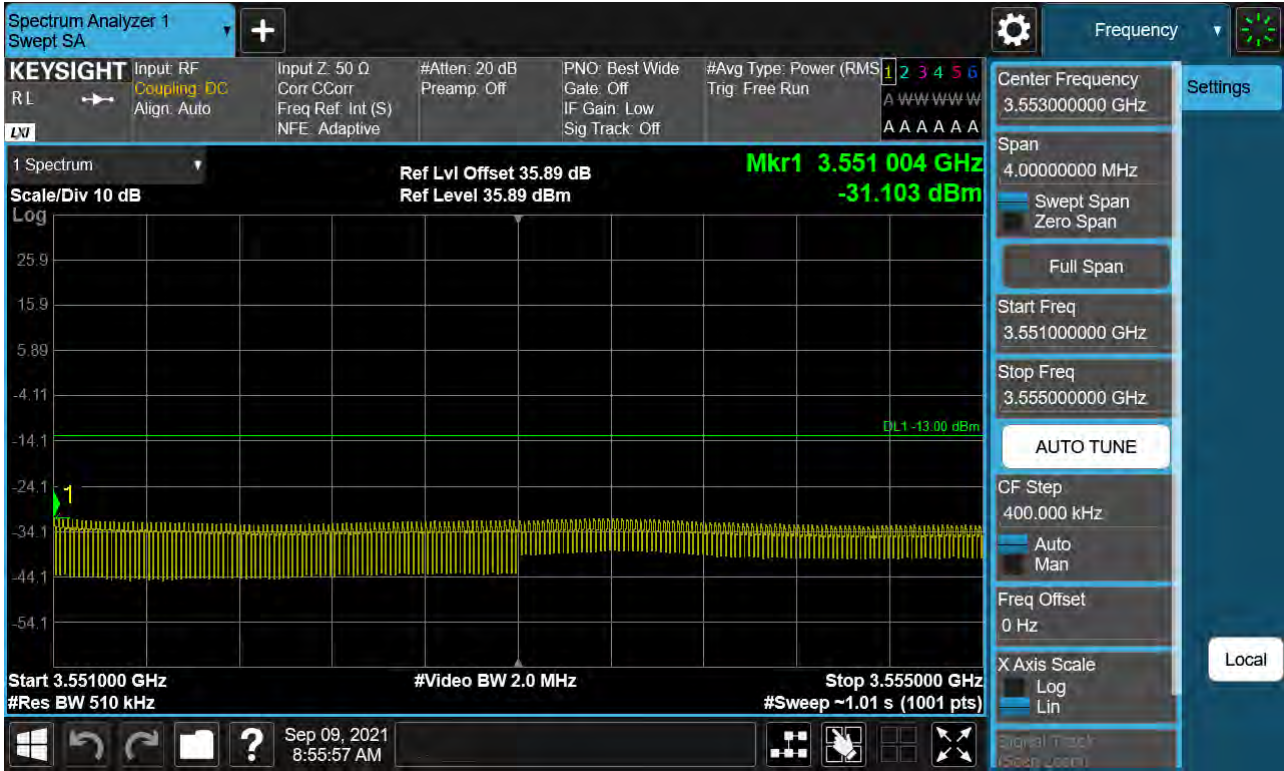 Spectrum Analyzer 1
Swept SA
+
Frequency
KEYSIGHT
RL
LXI
Input: RF
Coupling: DC
Align: Auto
Input Z: 50 Ω
Corr CCorr
Freq Ref: Int (S)
NFE: Adaptive
#Atten: 20 dB
Preamp: Off
PNO: Best Wide
Gate: Off
IF Gain: Low
Sig Track: Off
#Avg Type: Power (RMS
Trig: Free Run
1 2 3 4 5 6
A W W W W W
A A A A A A
1 Spectrum
Scale/Div 10 dB
Log
Ref Lvl Offset 35.89 dB
Ref Level 35.89 dBm
Mkr1 3.551 004 GHz
-31.103 dBm
25.9
15.9
5.89
-4.11
DL1 -13.00 dBm
-14.1
-24.1
1
-34.1
-44.1
-54.1
Start 3.551000 GHz
#Video BW 2.0 MHz
Stop 3.555000 GHz
#Res BW 510 kHz
#Sweep ~1.01 s (1001 pts)
Center Frequency
3.553000000 GHz
Settings
Span
4.00000000 MHz
Swept Span
Zero Span
Full Span
Start Freq
3.551000000 GHz
Stop Freq
3.555000000 GHz
AUTO TUNE
CF Step
400.000 kHz
Auto
Man
Freq Offset
0 Hz
X Axis Scale
Log
Lin
Local
Signal Track
(Span Zoom)
?
Sep 09, 2021
8:55:57 AM